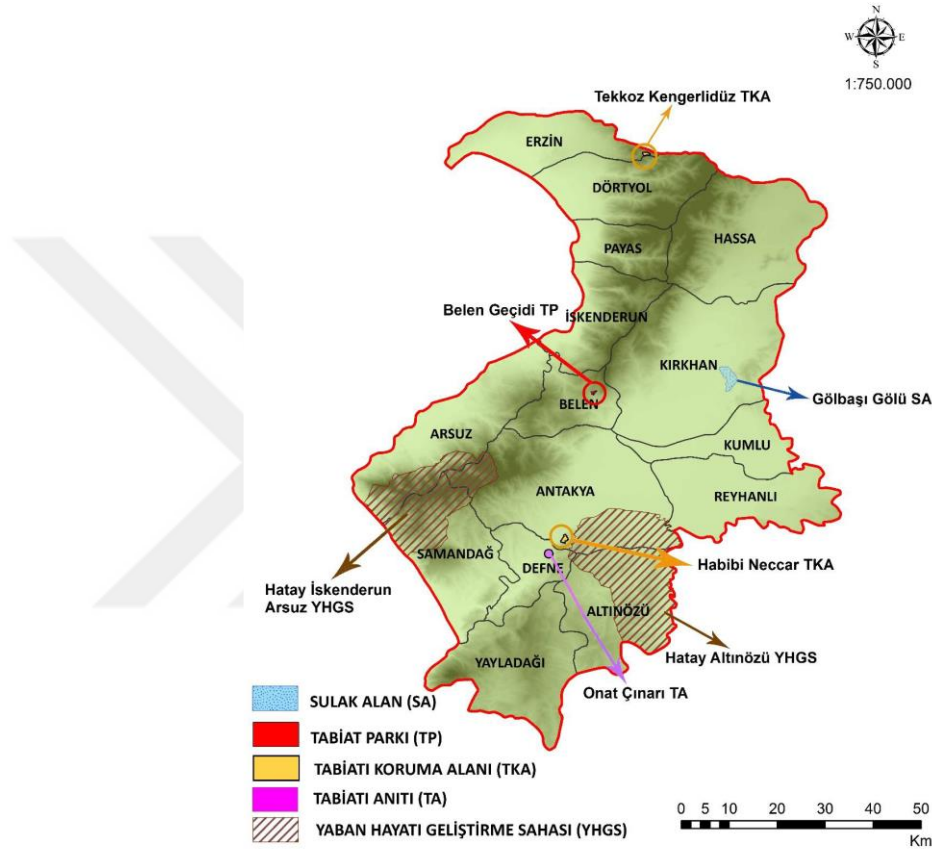 N
W E
S
1:750.000
Tekkoz Kengerlidüz TKA
ERZİN
DÖRTYOL
HASSA
PAYAS
Belen Geçidi TP
İSKENDERUN
KIRKHAN
Gölbaşı Gölü SA
BELEN
ARSUZ
KUMLU
ANTAKYA
REYHANLI
SAMANDAĞ
DEFNE
Habibi Neccar TKA
Hatay İskenderun
Arsuz YHGS
ALTINÖZÜ
Hatay Altınözü YHGS
YAYLADAĞI
Onat Çınarı TA
SULAK ALAN (SA)
TABİAT PARKI (TP)
TABİATI KORUMA ALANI (TKA)
TABİATI ANITI (TA)
YABAN HAYATI GELİŞTİRME SAHASI (YHGS)
0 5 10 20 30 40 50
Km